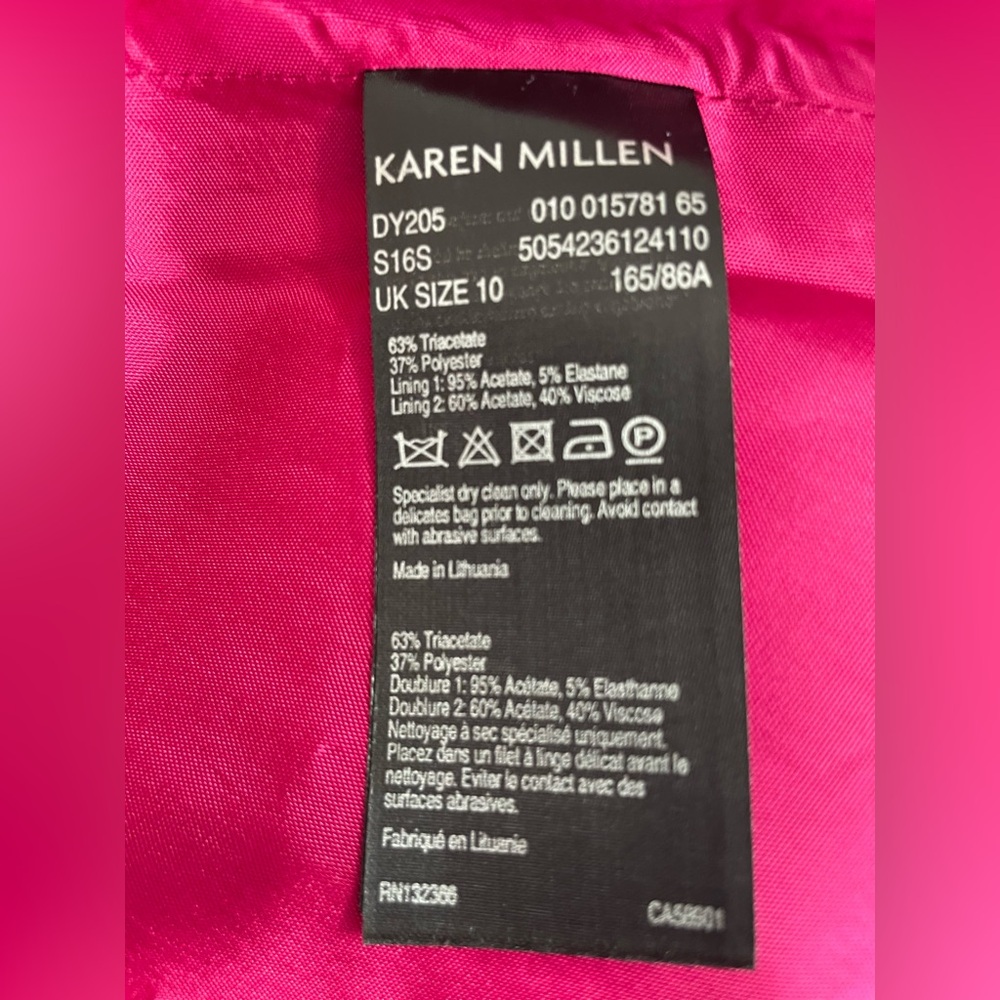 KAREN MILLEN
DY205 010 015781 65
S16S 5054236124110
UK SIZE 10 165/86A
63% Triacetate
37% Polyester
Lining 1: 95% Acetate, 5% Elastane
Lining 2: 60% Acetate, 40% Viscose
P
Specialist dry clean only. Please place in a
delicates bag prior to cleaning. Avoid contact
with abrasive surfaces.
Made in Lithuania
63% Triacetate
37% Polyester
Doublure 1: 95% Acétate, 5% Elasthanne
Doublure 2: 60% Acétate, 40% Viscose
Nettoyage à sec spécialisé uniquement.
Placez dans un filet à linge délicat avant le
nettoyage. Eviter le contact avec des
surfaces abrasives.
Fabriqué en Lituanie
RN132366